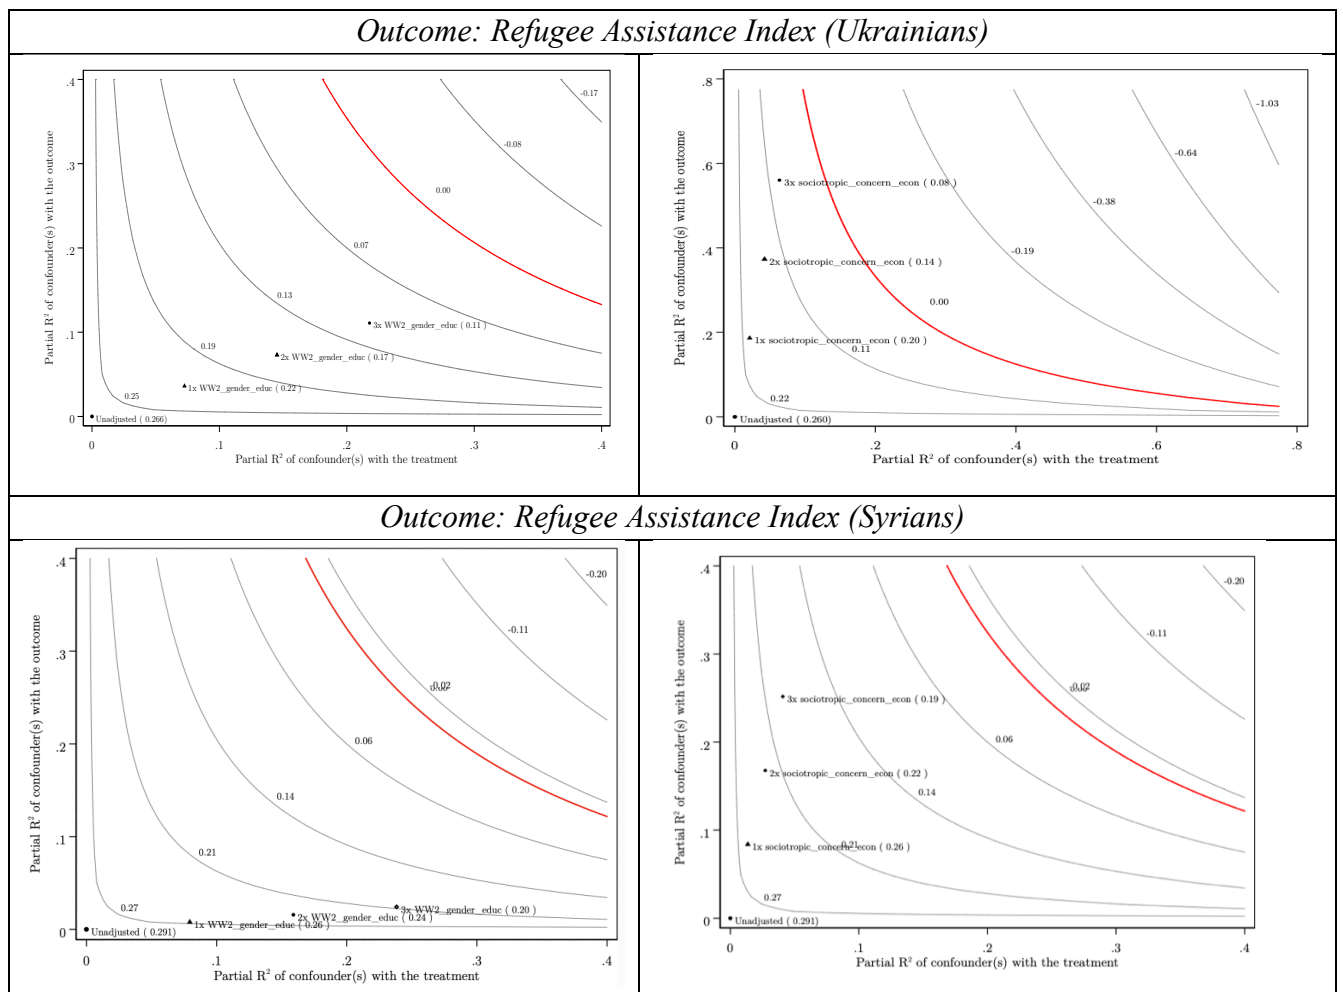 Outcome: Refugee Assistance Index (Ukrainians)
Partial R² of confounder(s) with the outcome
.4
.3
.2
.1
0
-0.17
-0.08
0.00
0.07
0.13
0.19
0.25
3x WW2_gender_educ ( 0.11 )
2x WW2_gender_educ ( 0.17 )
1x WW2_gender_educ ( 0.22 )
Unadjusted ( 0.266)
0 .1 .2 .3 .4
Partial R² of confounder(s) with the treatment
Partial R² of confounder(s) with the outcome
.8
.6
.4
.2
0
-1.03
-0.64
-0.38
-0.19
0.00
0.11
0.22
3x sociotropic_concern_econ ( 0.08 )
2x sociotropic_concern_econ ( 0.14 )
1x sociotropic_concern_econ ( 0.20 )
Unadjusted ( 0.260)
0 .2 .4 .6 .8
Partial R² of confounder(s) with the treatment
Outcome: Refugee Assistance Index (Syrians)
Partial R² of confounder(s) with the outcome
.4
.3
.2
.1
0
-0.20
-0.11
-0.02
0.06
0.14
0.21
0.27
3x WW2_gender_educ ( 0.20 )
2x WW2_gender_educ ( 0.24 )
1x WW2_gender_educ ( 0.26 )
Unadjusted ( 0.291)
0 .1 .2 .3 .4
Partial R² of confounder(s) with the treatment
Partial R² of confounder(s) with the outcome
.4
.3
.2
.1
0
-0.20
-0.11
-0.02
0.06
0.14
0.21
0.27
3x sociotropic_concern_econ ( 0.19 )
2x sociotropic_concern_econ ( 0.22 )
1x sociotropic_concern_econ ( 0.26 )
Unadjusted ( 0.291)
0 .1 .2 .3 .4
Partial R² of confounder(s) with the treatment